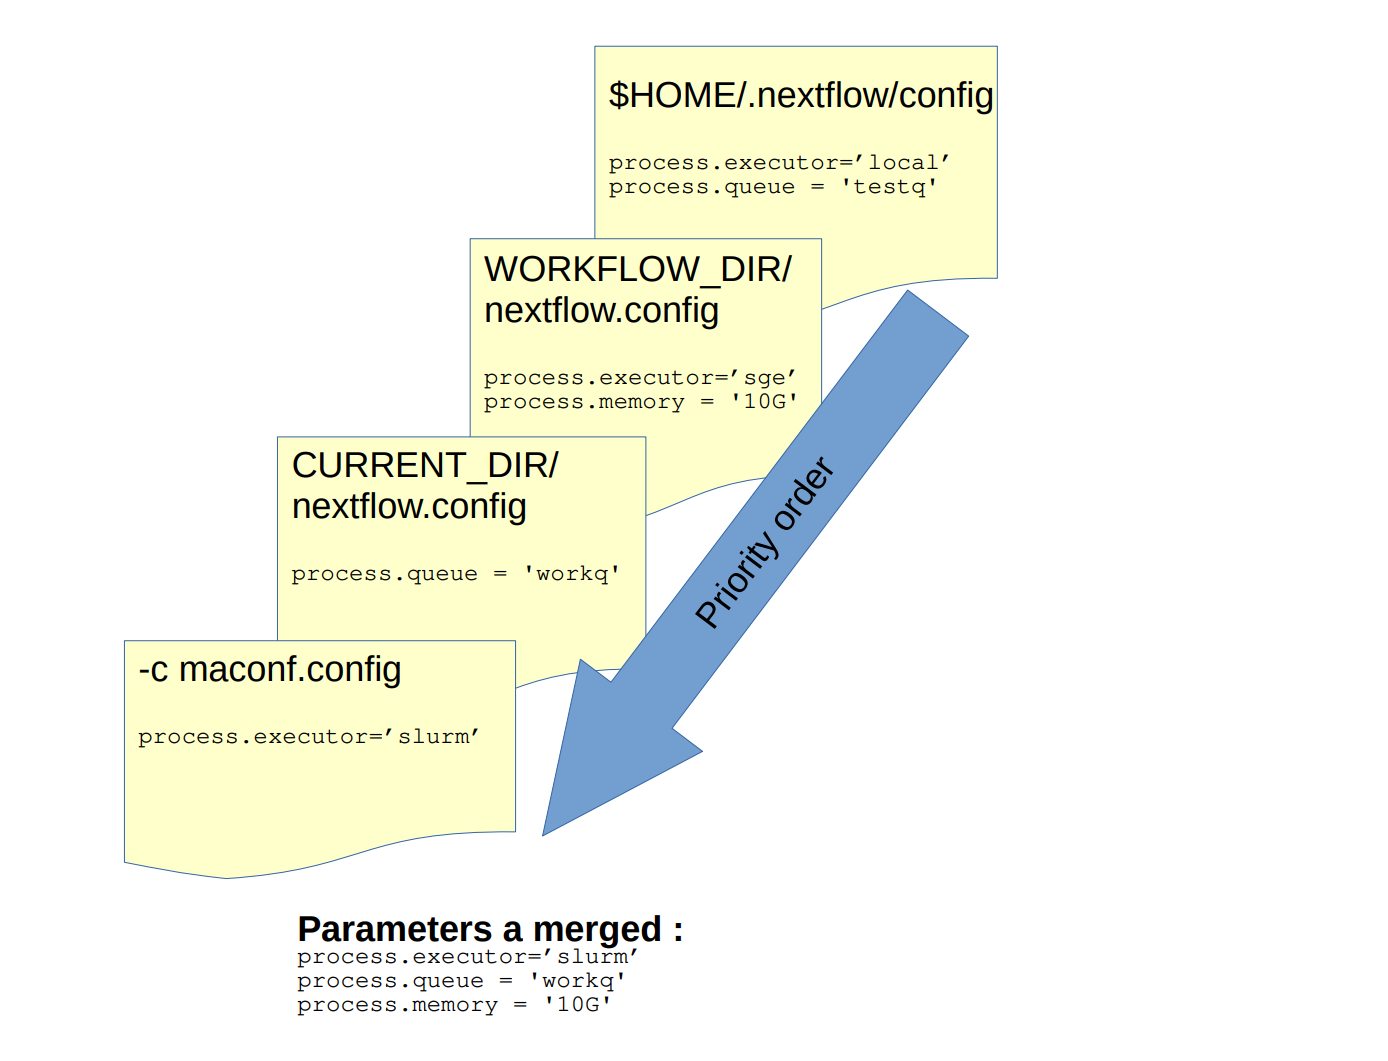 $HOME/.nextflow/config
process.executor=’local’
process.queue = 'testq'
WORKFLOW_DIR/
nextflow.config
process.executor=’sge’
process.memory = '10G'
CURRENT_DIR/
nextflow.config
process.queue = 'workq'
-c maconf.config
process.executor=’slurm’
Priority order
Parameters a merged :
process.executor=’slurm’
process.queue = 'workq'
process.memory = '10G'